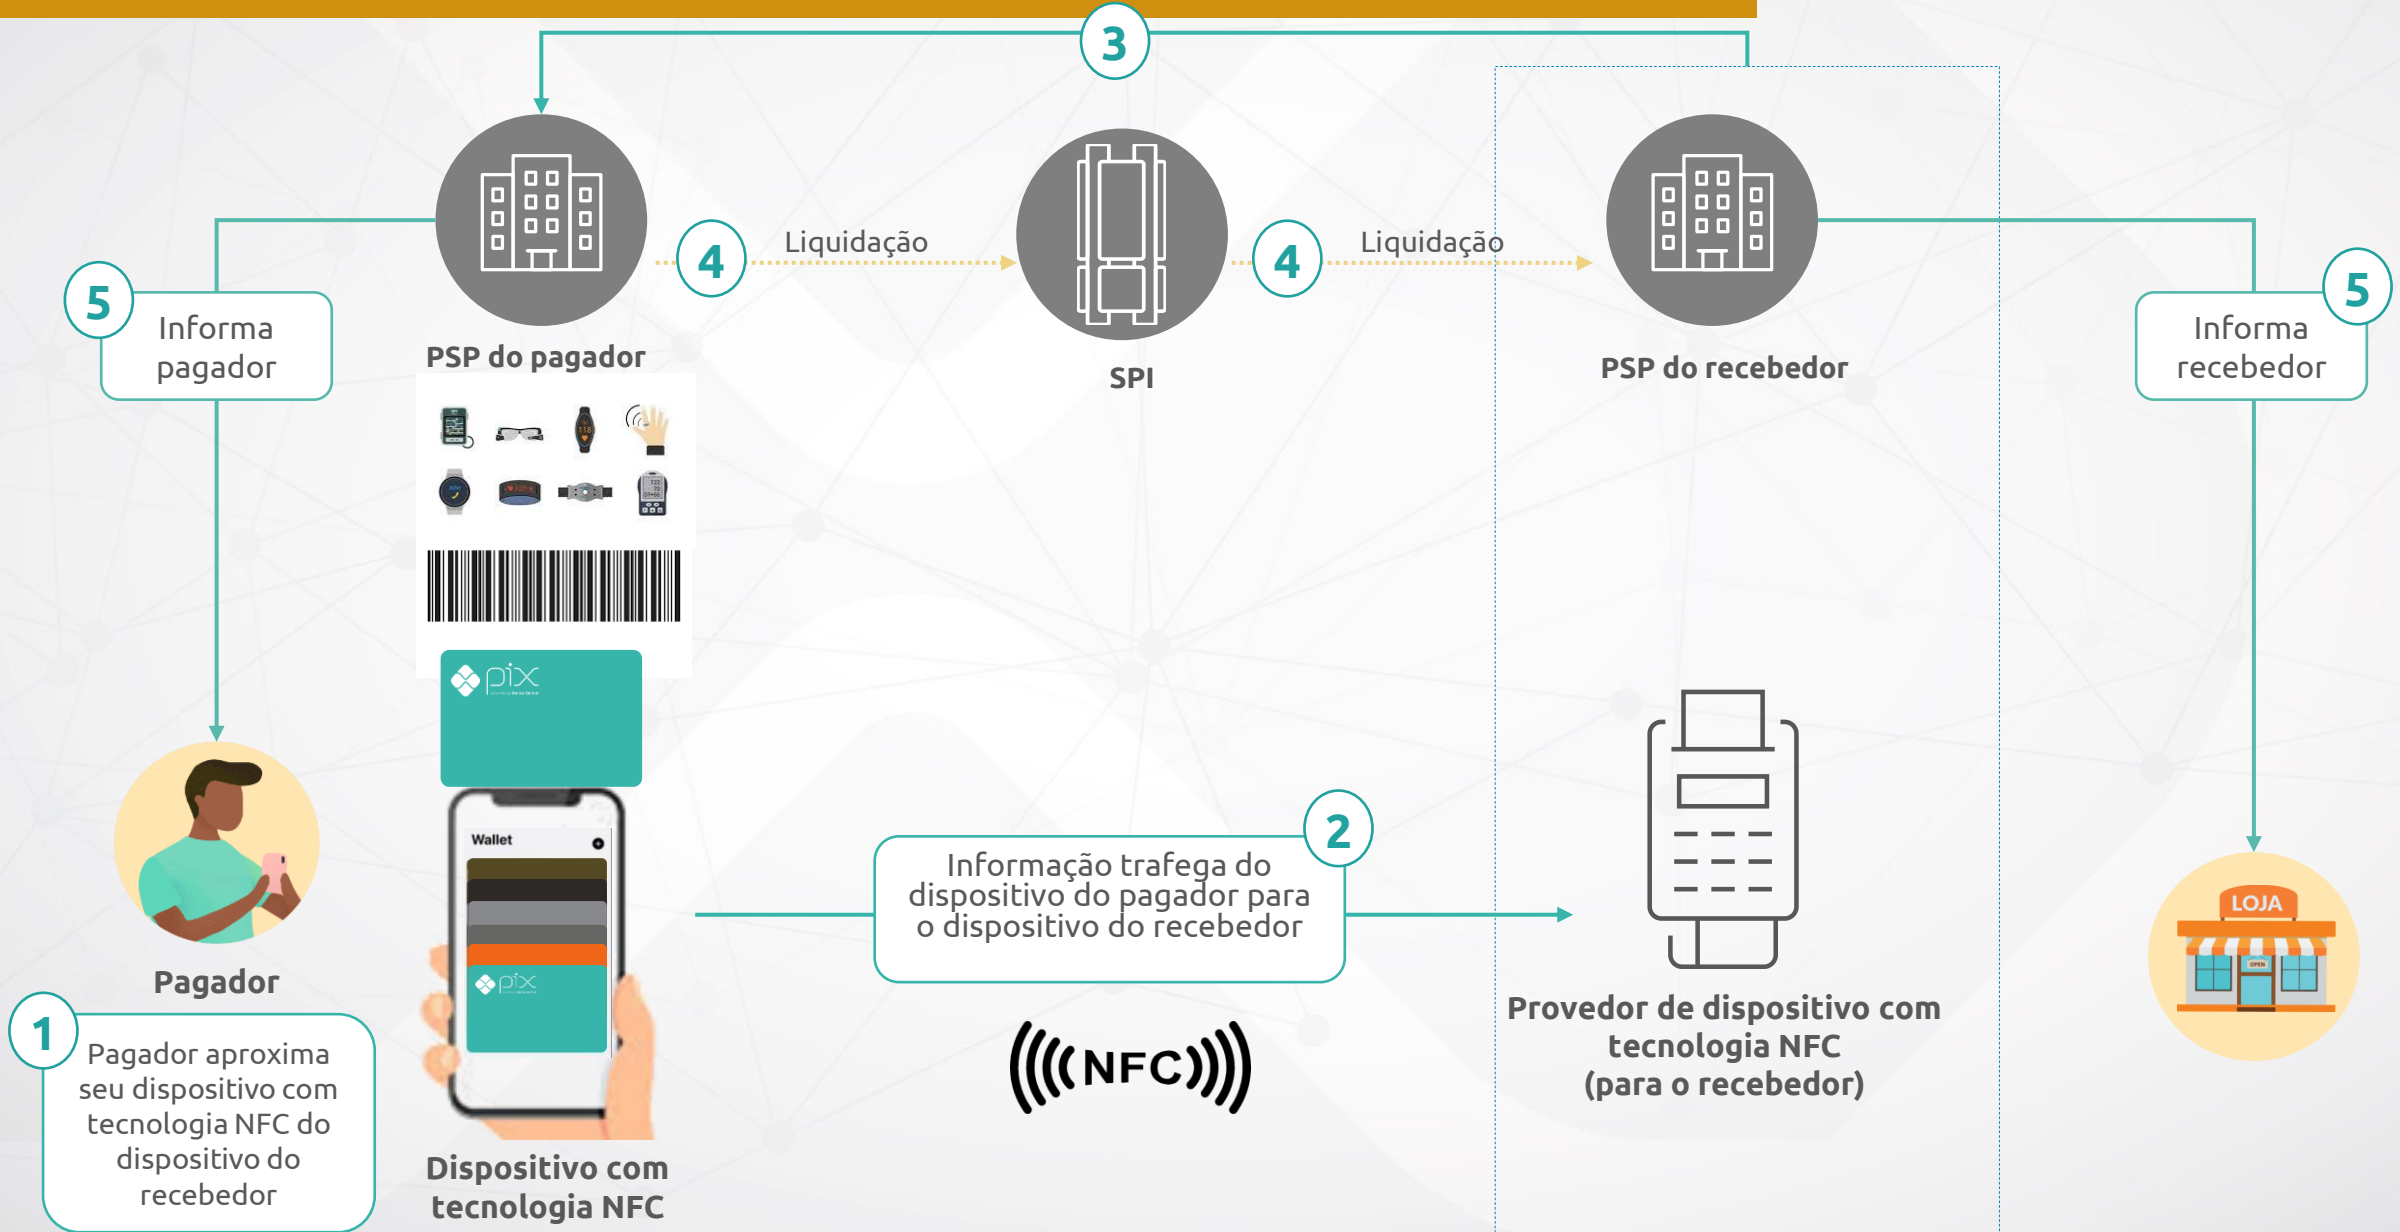 3
4
Liquidação
4
Liquidação
5
Informa
pagador
PSP do pagador
SPI
PSP do recebedor
5
Informa
recebedor
118
pix
Wallet
pix
2
Informação trafega do
dispositivo do pagador para
o dispositivo do recebedor
NFC
LOJA
OPEN
Pagador
1
Pagador aproxima
seu dispositivo com
tecnologia NFC do
dispositivo do
recebedor
Dispositivo com
tecnologia NFC
Provedor de dispositivo com
tecnologia NFC
(para o recebedor)